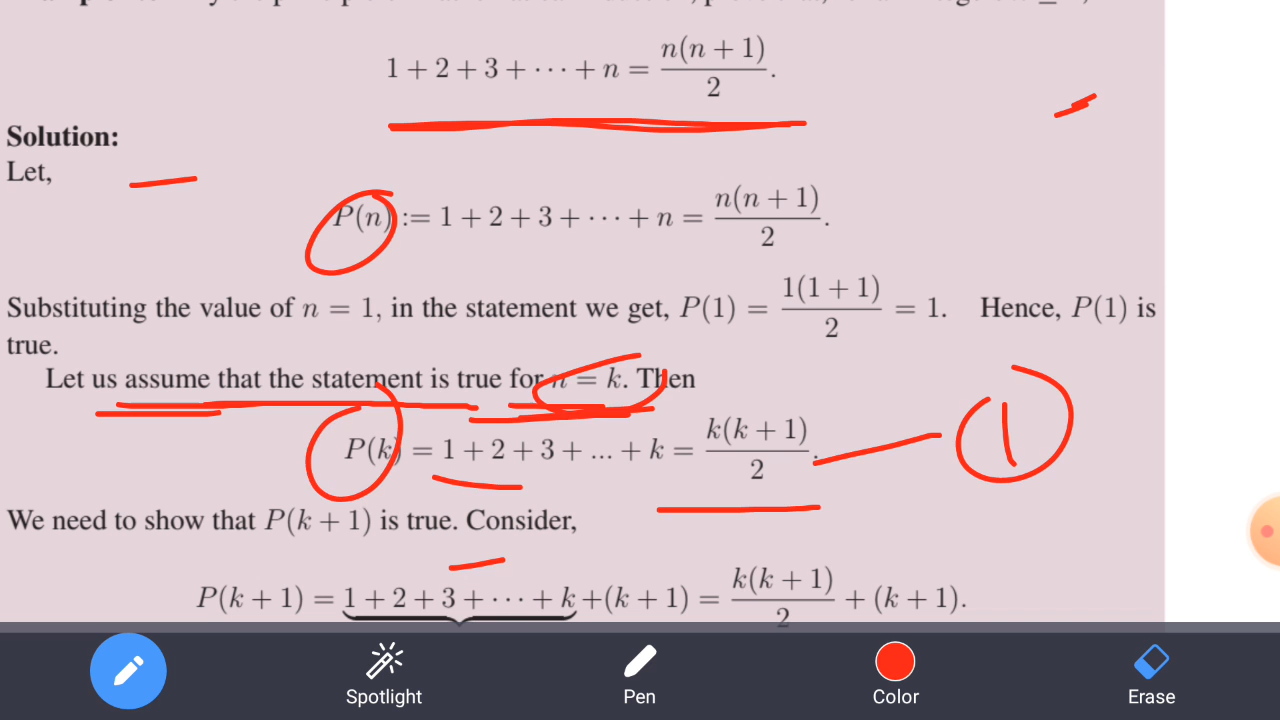 1 + 2 + 3 + ⋯ + n = n(n + 1)/2.
Solution:
Let,
P(n) := 1 + 2 + 3 + ⋯ + n = n(n + 1)/2.
Substituting the value of n = 1, in the statement we get, P(1) = 1(1 + 1)/2 = 1. Hence, P(1) is
true.
Let us assume that the statement is true for n = k. Then
P(k) = 1 + 2 + 3 + ... + k = k(k + 1)/2. 1
We need to show that P(k + 1) is true. Consider,
P(k + 1) = 1 + 2 + 3 + ⋯ + k +(k + 1) = k(k + 1)/2 + (k + 1).
Spotlight Pen Color Erase